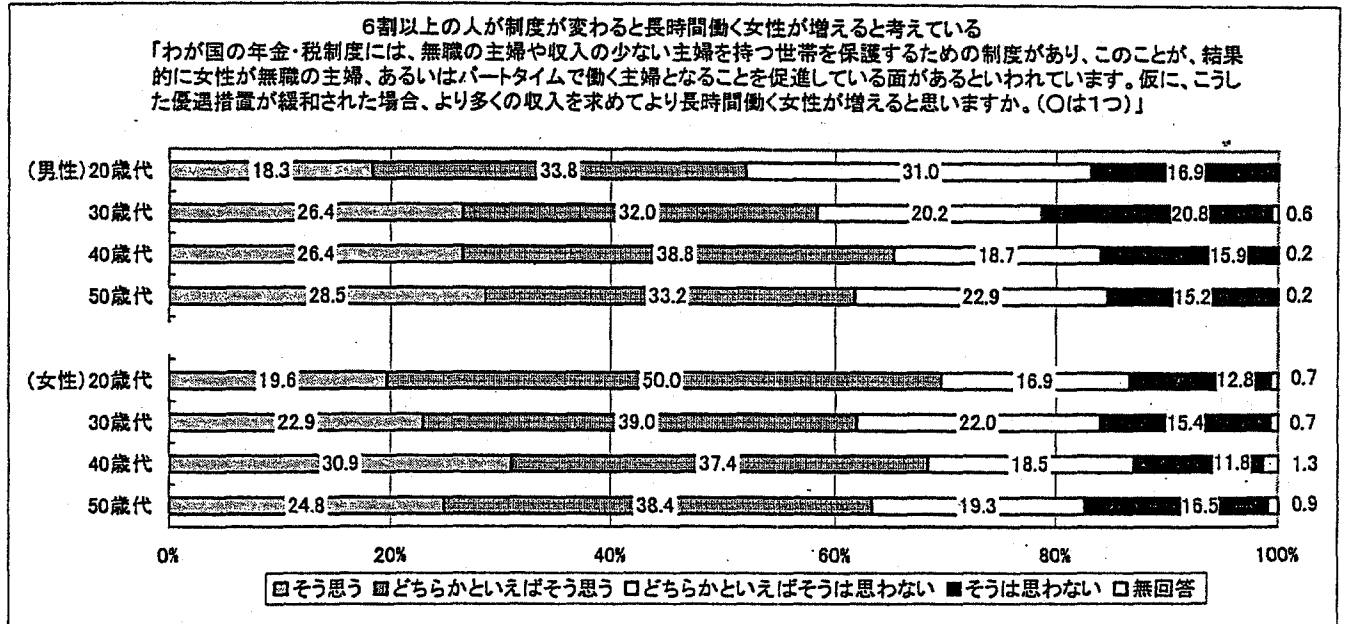 6割以上の人が制度が変わると長時間働く女性が増えると考えている
「わが国の年金・税制度には、無職の主婦や収入の少ない主婦を持つ世帯を保護するための制度があり、このことが、結果
的に女性が無職の主婦、あるいはパートタイムで働く主婦となることを促進している面があるといわれています。仮に、こうし
た優遇措置が緩和された場合、より多くの収入を求めてより長時間働く女性が増えると思いますか。(○は1つ)」
(男性)20歳代 18.3 33.8 31.0 16.9
30歳代 26.4 32.0 20.2 20.8 0.6
40歳代 26.4 38.8 18.7 15.9 0.2
50歳代 28.5 33.2 22.9 15.2 0.2
(女性)20歳代 19.6 50.0 16.9 12.8 0.7
30歳代 22.9 39.0 22.0 15.4 0.7
40歳代 30.9 37.4 18.5 11.8 1.3
50歳代 24.8 38.4 19.3 16.5 0.9
0% 20% 40% 60% 80% 100%
そう思う どちらかといえばそう思う どちらかといえばそうは思わない そうは思わない 無回答